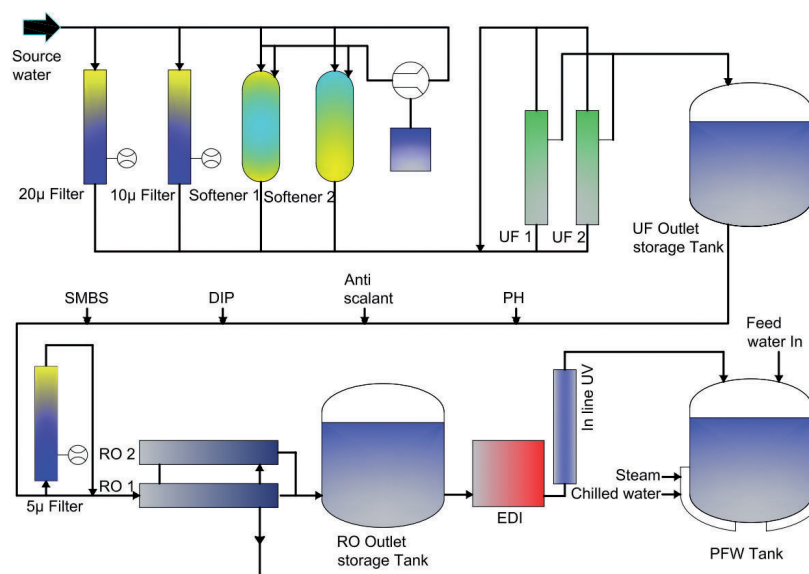 Source
water
20µ Filter
10µ Filter
Softener 1
Softener 2
UF 1
UF 2
UF Outlet
storage Tank
SMBS
DIP
Anti
scalant
PH
Feed
water In
5µ Filter
RO 2
RO 1
RO Outlet
storage Tank
EDI
In line UV
Steam
Chilled water
PFW Tank